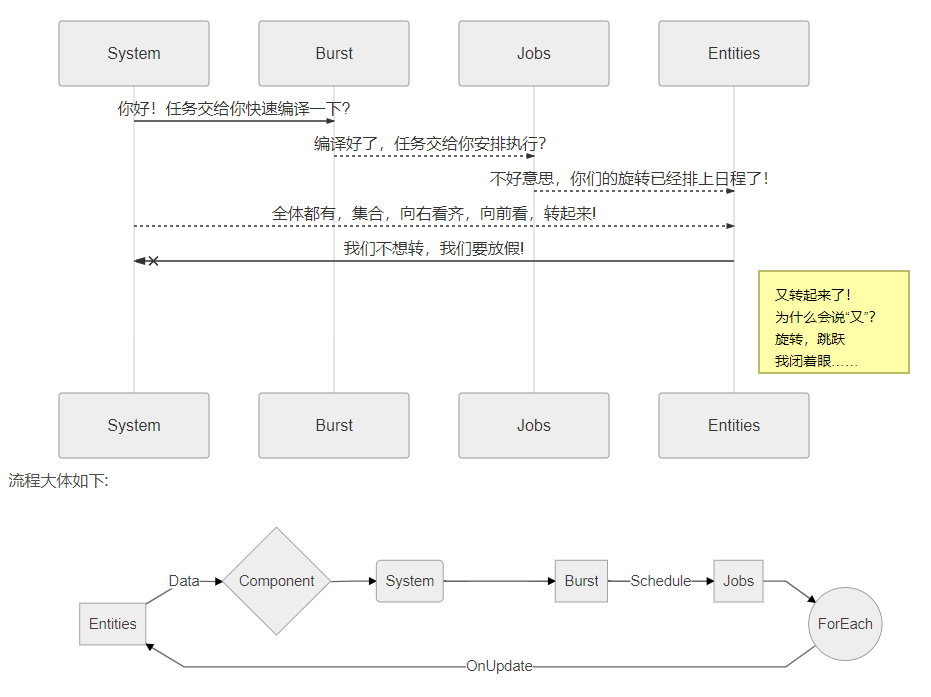 System Burst Jobs Entities
你好！任务交给你快速编译一下?
编译好了，任务交给你安排执行?
不好意思，你们的旋转已经排上日程了!
全体都有，集合，向右看齐，向前看，转起来!
我们不想转，我们要放假!
又转起来了！
为什么会说“又”?
旋转，跳跃
我闭着眼......
System Burst Jobs Entities
流程大体如下:
Data Component System Burst Schedule Jobs
Entities ForEach
OnUpdate